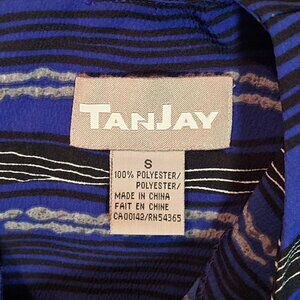 TANJAY
S
100% POLYESTER/
POLYESTER/
MADE IN CHINA
FAIT EN CHINE
CA00142/RN54365